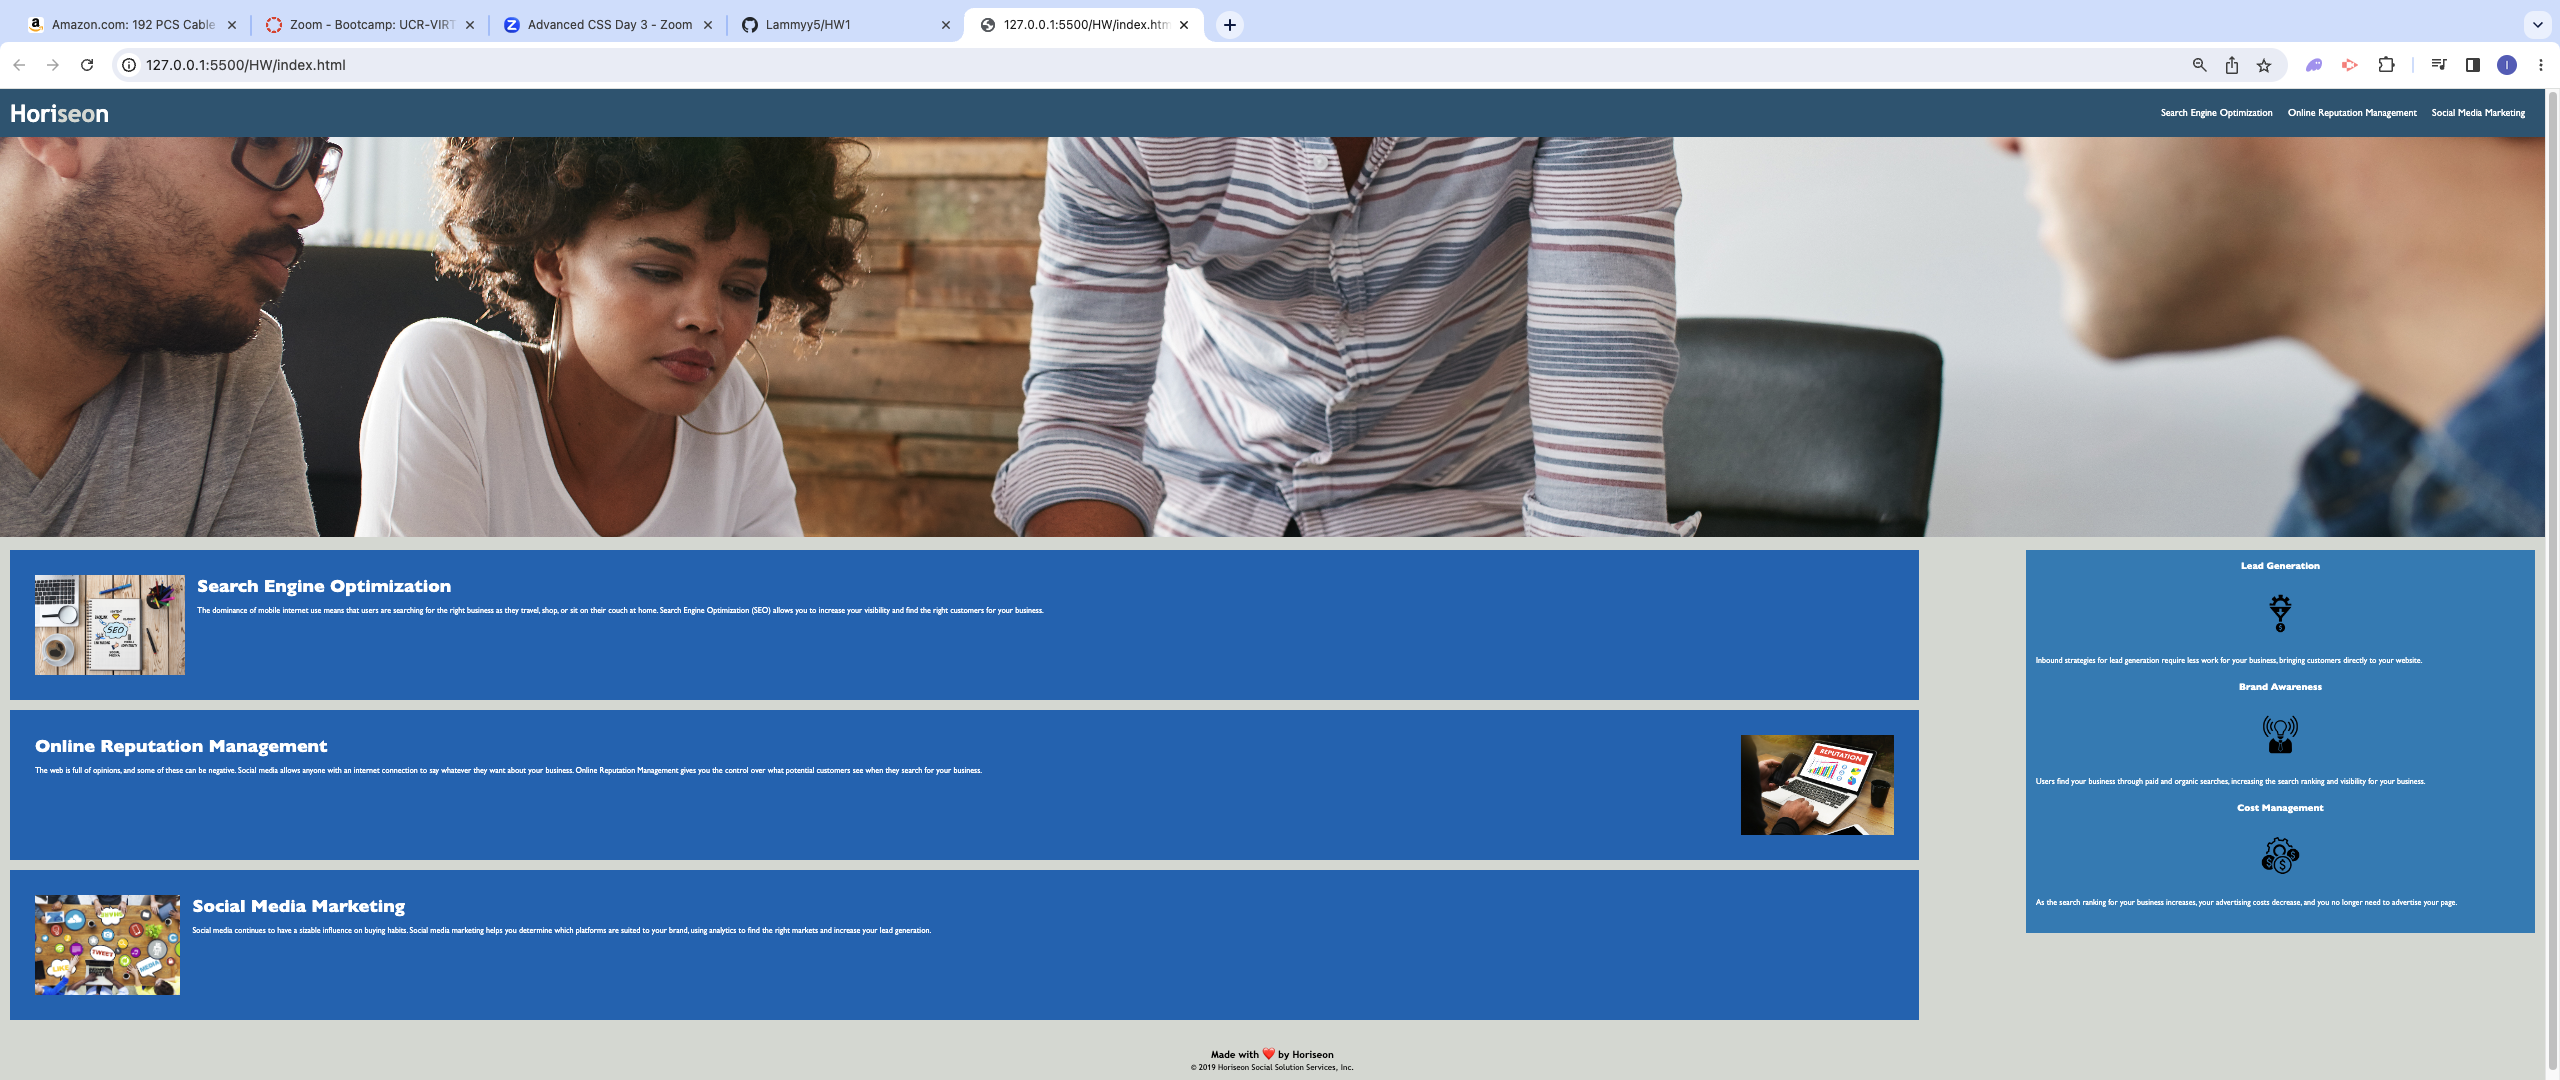 Amazon.com: 192 PCS Cable
Zoom - Bootcamp: UCR-VIRT
Advanced CSS Day 3 - Zoom
Lammyy5/HW1
127.0.0.1:5500/HW/index.htm
127.0.0.1:5500/HW/index.html
Horiseon
Search Engine Optimization
Online Reputation Management
Social Media Marketing
SEO
Search Engine Optimization
The dominance of mobile internet use means that users are searching for the right business as they travel, shop, or sit on their couch at home. Search Engine Optimization (SEO) allows you to increase your visibility and find the right customers for your business.
Online Reputation Management
The web is full of opinions, and some of these can be negative. Social media allows anyone with an internet connection to say whatever they want about your business. Online Reputation Management gives you the control over what potential customers see when they search for your business.
REPUTATION
TWEET
LIKE
MEDIA
Social Media Marketing
Social media continues to have a sizable influence on buying habits. Social media marketing helps you determine which platforms are suited to your brand, using analytics to find the right markets and increase your lead generation.
Lead Generation
Inbound strategies for lead generation require less work for your business, bringing customers directly to your website.
Brand Awareness
Users find your business through paid and organic searches, increasing the search ranking and visibility for your business.
Cost Management
As the search ranking for your business increases, your advertising costs decrease, and you no longer need to advertise your page.
Made with ❤️ by Horiseon
© 2019 Horiseon Social Solution Services, Inc.